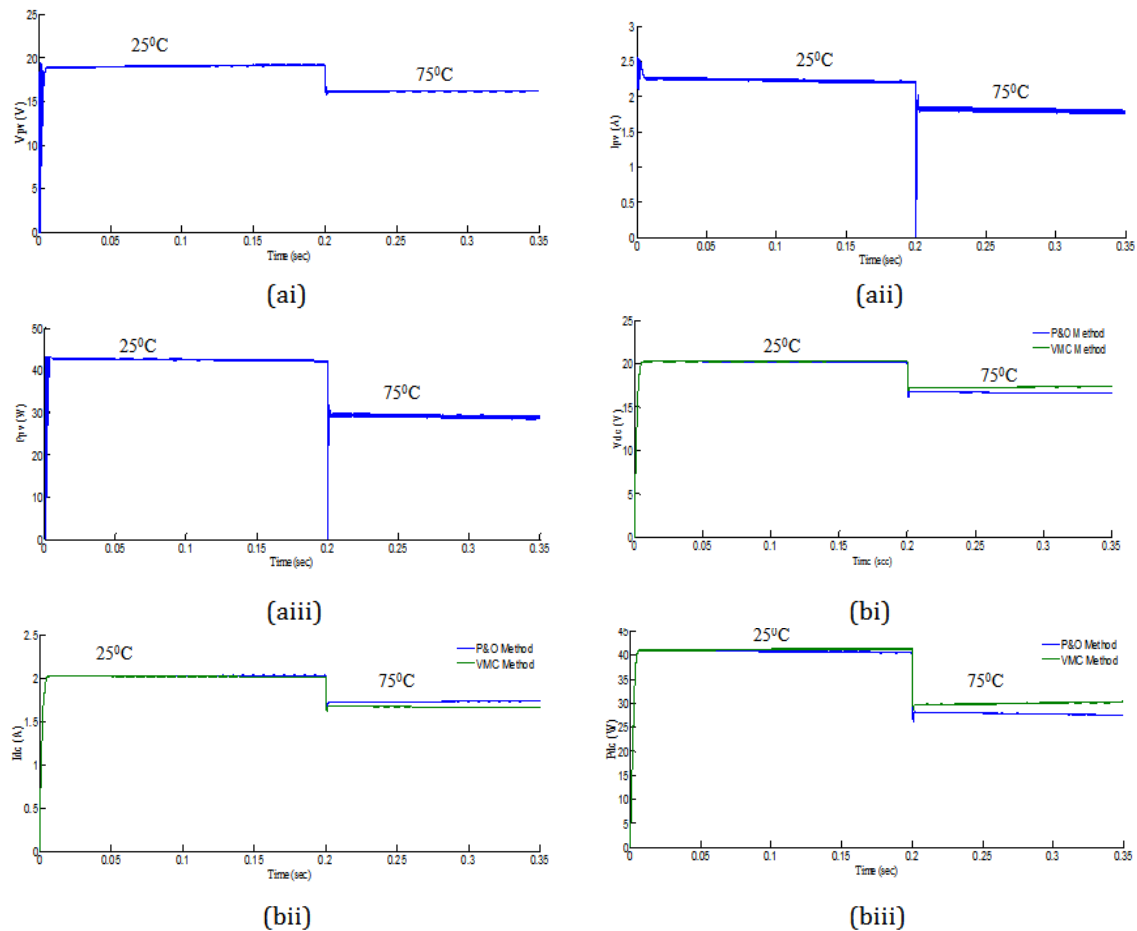 25
20
15
10
5
0
Vpv (V)
25⁰C
75⁰C
0 0.05 0.1 0.15 0.2 0.25 0.3 0.35
Time (sec)
(ai)
3
2.5
2
1.5
1
0.5
0
Ipv (A)
25⁰C
75⁰C
0 0.05 0.1 0.15 0.2 0.25 0.3 0.35
Time (sec)
(aii)
50
40
30
20
10
0
Ppv (W)
25⁰C
75⁰C
0 0.05 0.1 0.15 0.2 0.25 0.3 0.35
Time (sec)
(aiii)
25
20
15
10
5
0
Vdc (V)
25⁰C
75⁰C
P&O Method
VMC Method
0 0.05 0.1 0.15 0.2 0.25 0.3 0.35
Time (sec)
(bi)
2.5
2
1.5
1
0.5
0
Idc (A)
25⁰C
75⁰C
P&O Method
VMC Method
0 0.05 0.1 0.15 0.2 0.25 0.3 0.35
Time (sec)
(bii)
45
40
35
30
25
20
15
10
5
0
Pdc (W)
25⁰C
75⁰C
P&O Method
VMC Method
0 0.05 0.1 0.15 0.2 0.25 0.3 0.35
Time (sec)
(biii)